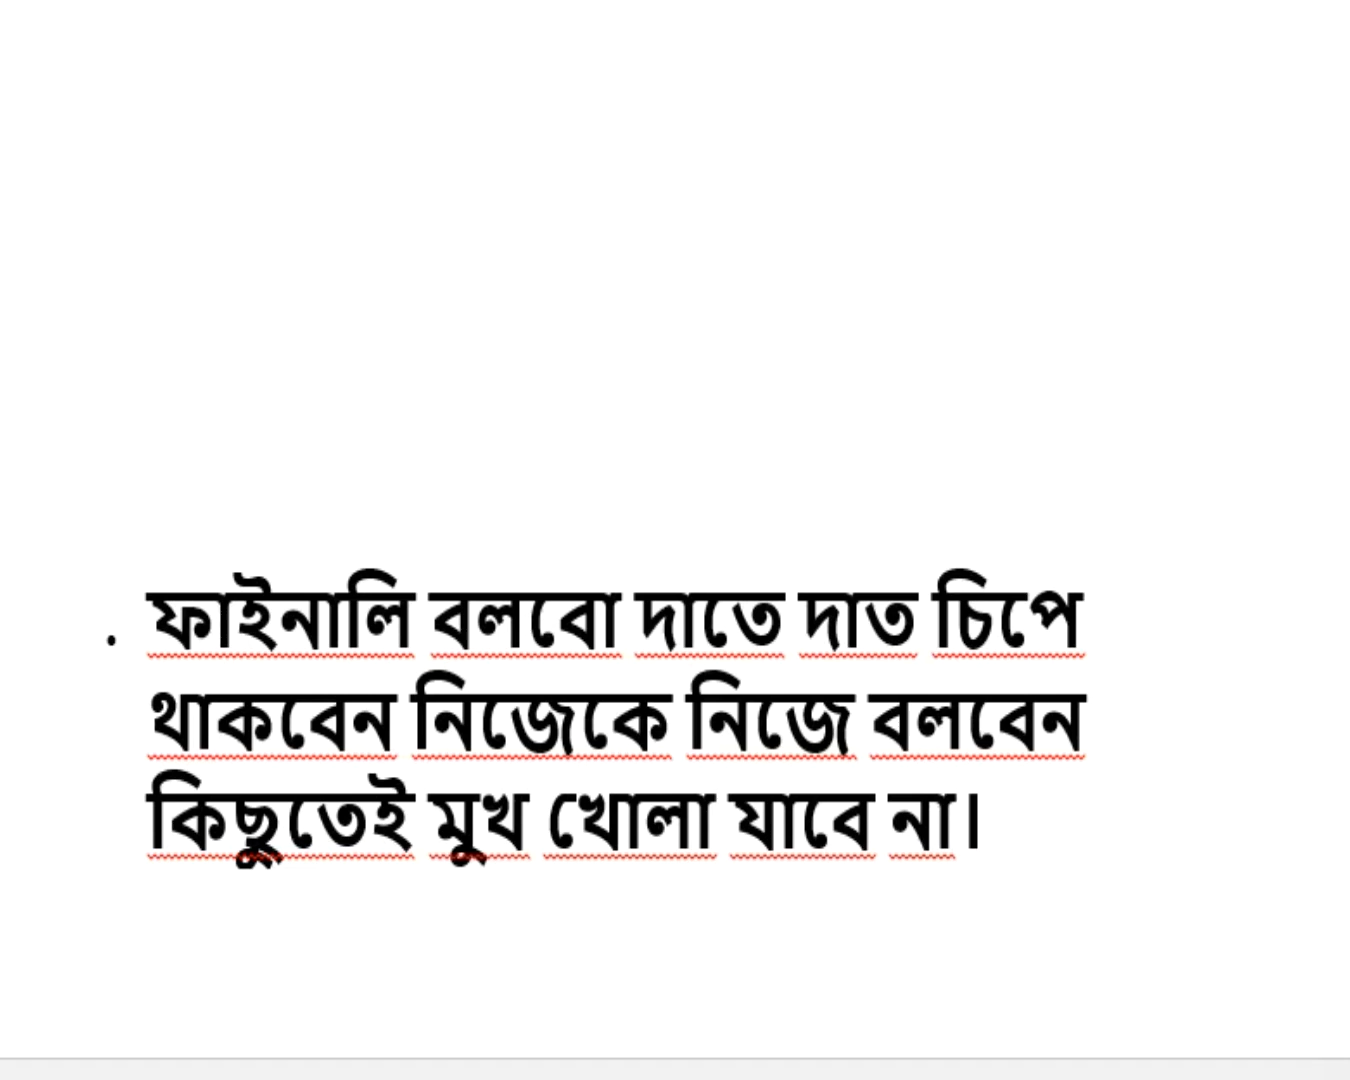 . ফাইনালি বলবো দাতে দাত চিপে
থাকবেন নিজেকে নিজে বলবেন
কিছুতেই মুখ খোলা যাবে না।